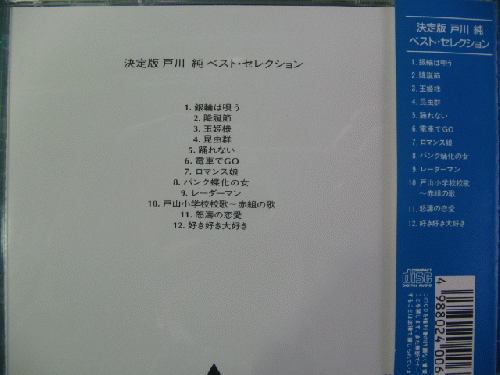 決定版 戸川 純 ベスト・セレクション
1. 銀輪は唄う
2. 隣組節
3. 玉姫様
4. 昆虫群
5. 踊れない
6. 電車でGO
7. ロマンス娘
8. パンク蛹化の女
9. レーダーマン
10. 戸山小学校校歌～赤組の歌
11. 怒濤の恋愛
12. 好き好き大好き
決定版 戸川 純
ベスト・セレクション
1. 銀輪は唄う
3. 玉姫様
4. 昆虫群
5. 踊れない
6. 電車でGO
7. ロマンス娘
8. パンク蛹化の女
9. レーダーマン
10. 戸山小学校校歌
～赤組の歌
11. 怒濤の恋愛
12. 好き好き大好き
COMPACT
disc
DIGITAL AUDIO
4 988024 006